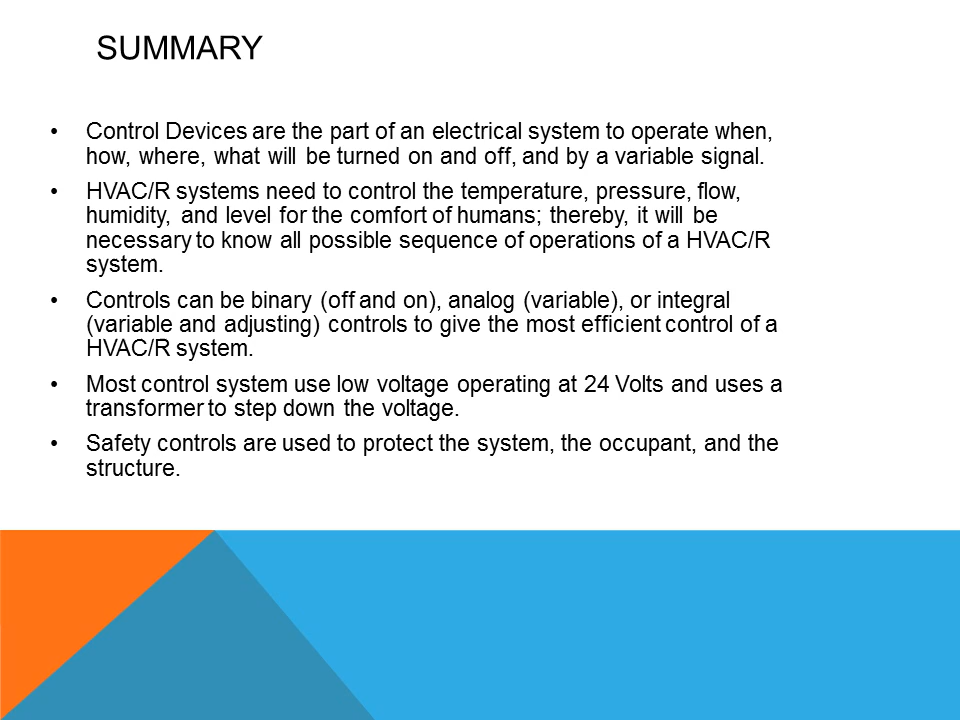 SUMMARY
• Control Devices are the part of an electrical system to operate when,
how, where, what will be turned on and off, and by a variable signal.
• HVAC/R systems need to control the temperature, pressure, flow,
humidity, and level for the comfort of humans; thereby, it will be
necessary to know all possible sequence of operations of a HVAC/R
system.
• Controls can be binary (off and on), analog (variable), or integral
(variable and adjusting) controls to give the most efficient control of a
HVAC/R system.
• Most control system use low voltage operating at 24 Volts and uses a
transformer to step down the voltage.
• Safety controls are used to protect the system, the occupant, and the
structure.